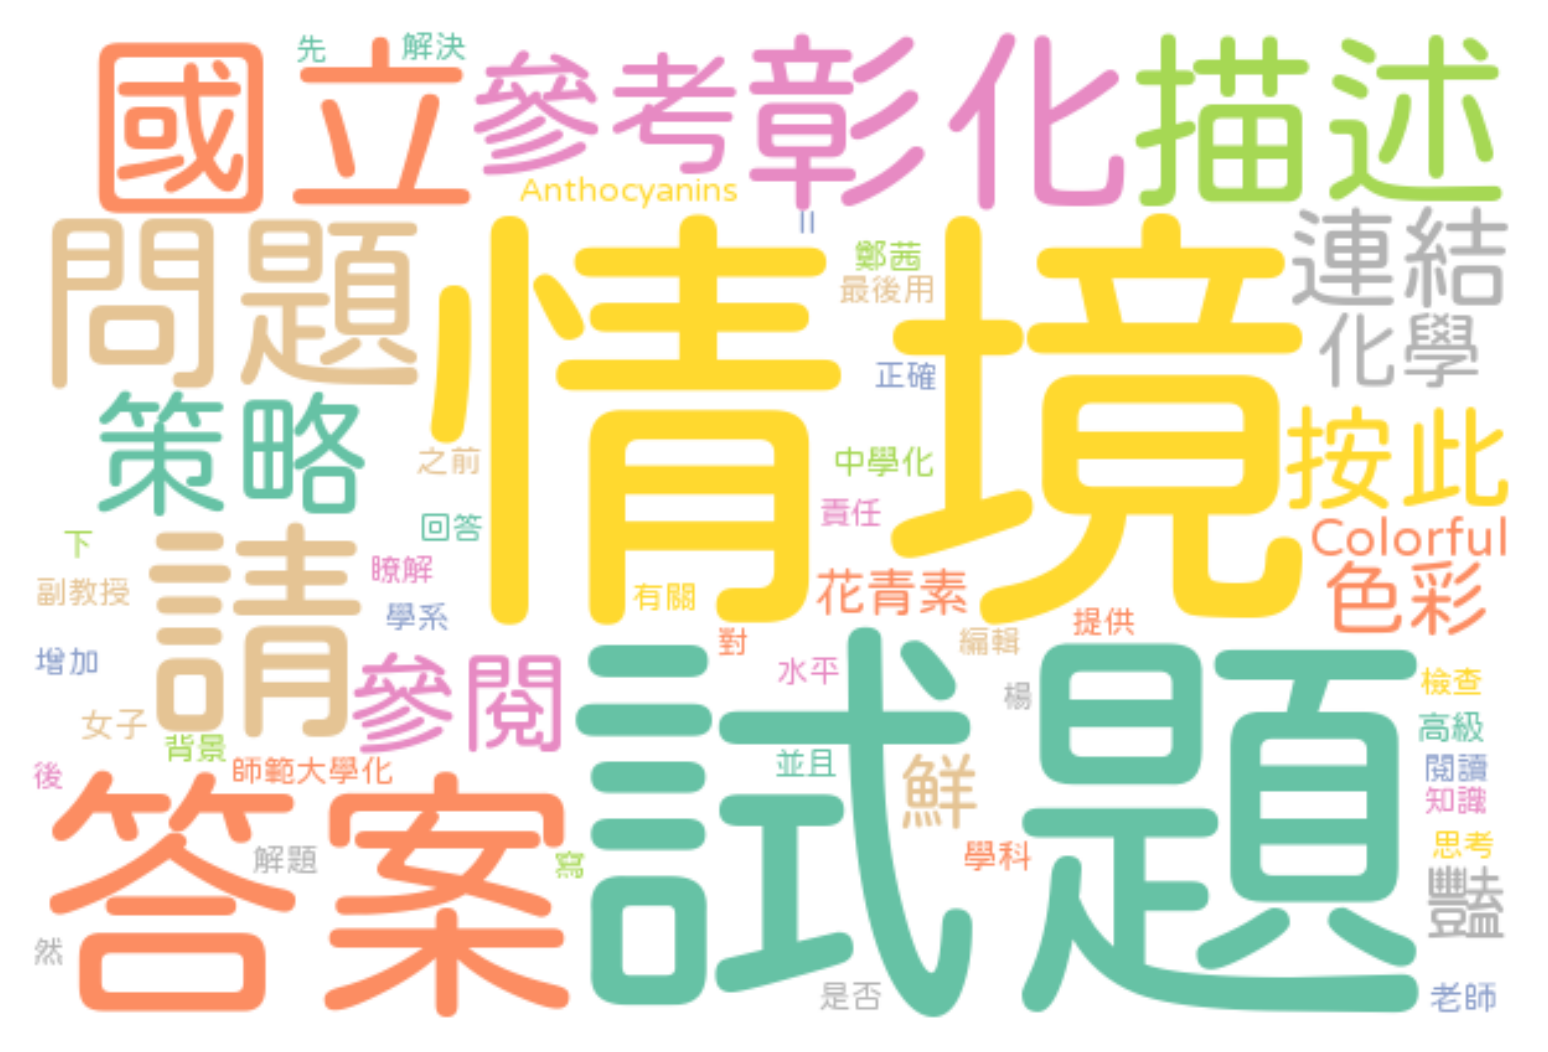 國立
先
解決
參考
彰化
描述
Anthocyanins
II
問題
情境
鄭茜
最後用
連結
化學
正確
策略
之前
中學化
按此
回答
責任
Colorful
下
請
瞭解
副教授
學系
有關
花青素
色彩
提供
增加
參閱
對
水平
編輯
試題
楊
檢查
女子
背景
高級
後
師範大學化
並且
鮮
閱讀
知識
答案
解題
寫
學科
思考
豔
然
是否
老師